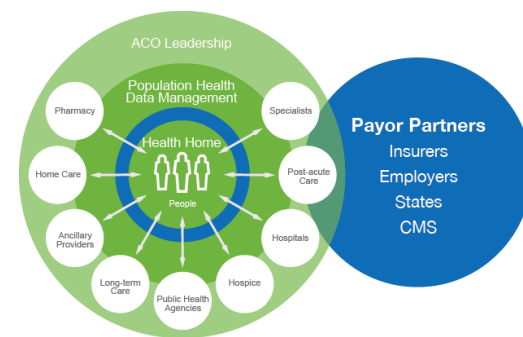 ACO Leadership
Population Health
Data Management
Pharmacy
Specialists
Health Home
Home Care
People
Post-acute
Care
Ancillary
Providers
Hospitals
Long-term
Care
Public Health
Agencies
Hospice
Payor Partners
Insurers
Employers
States
CMS